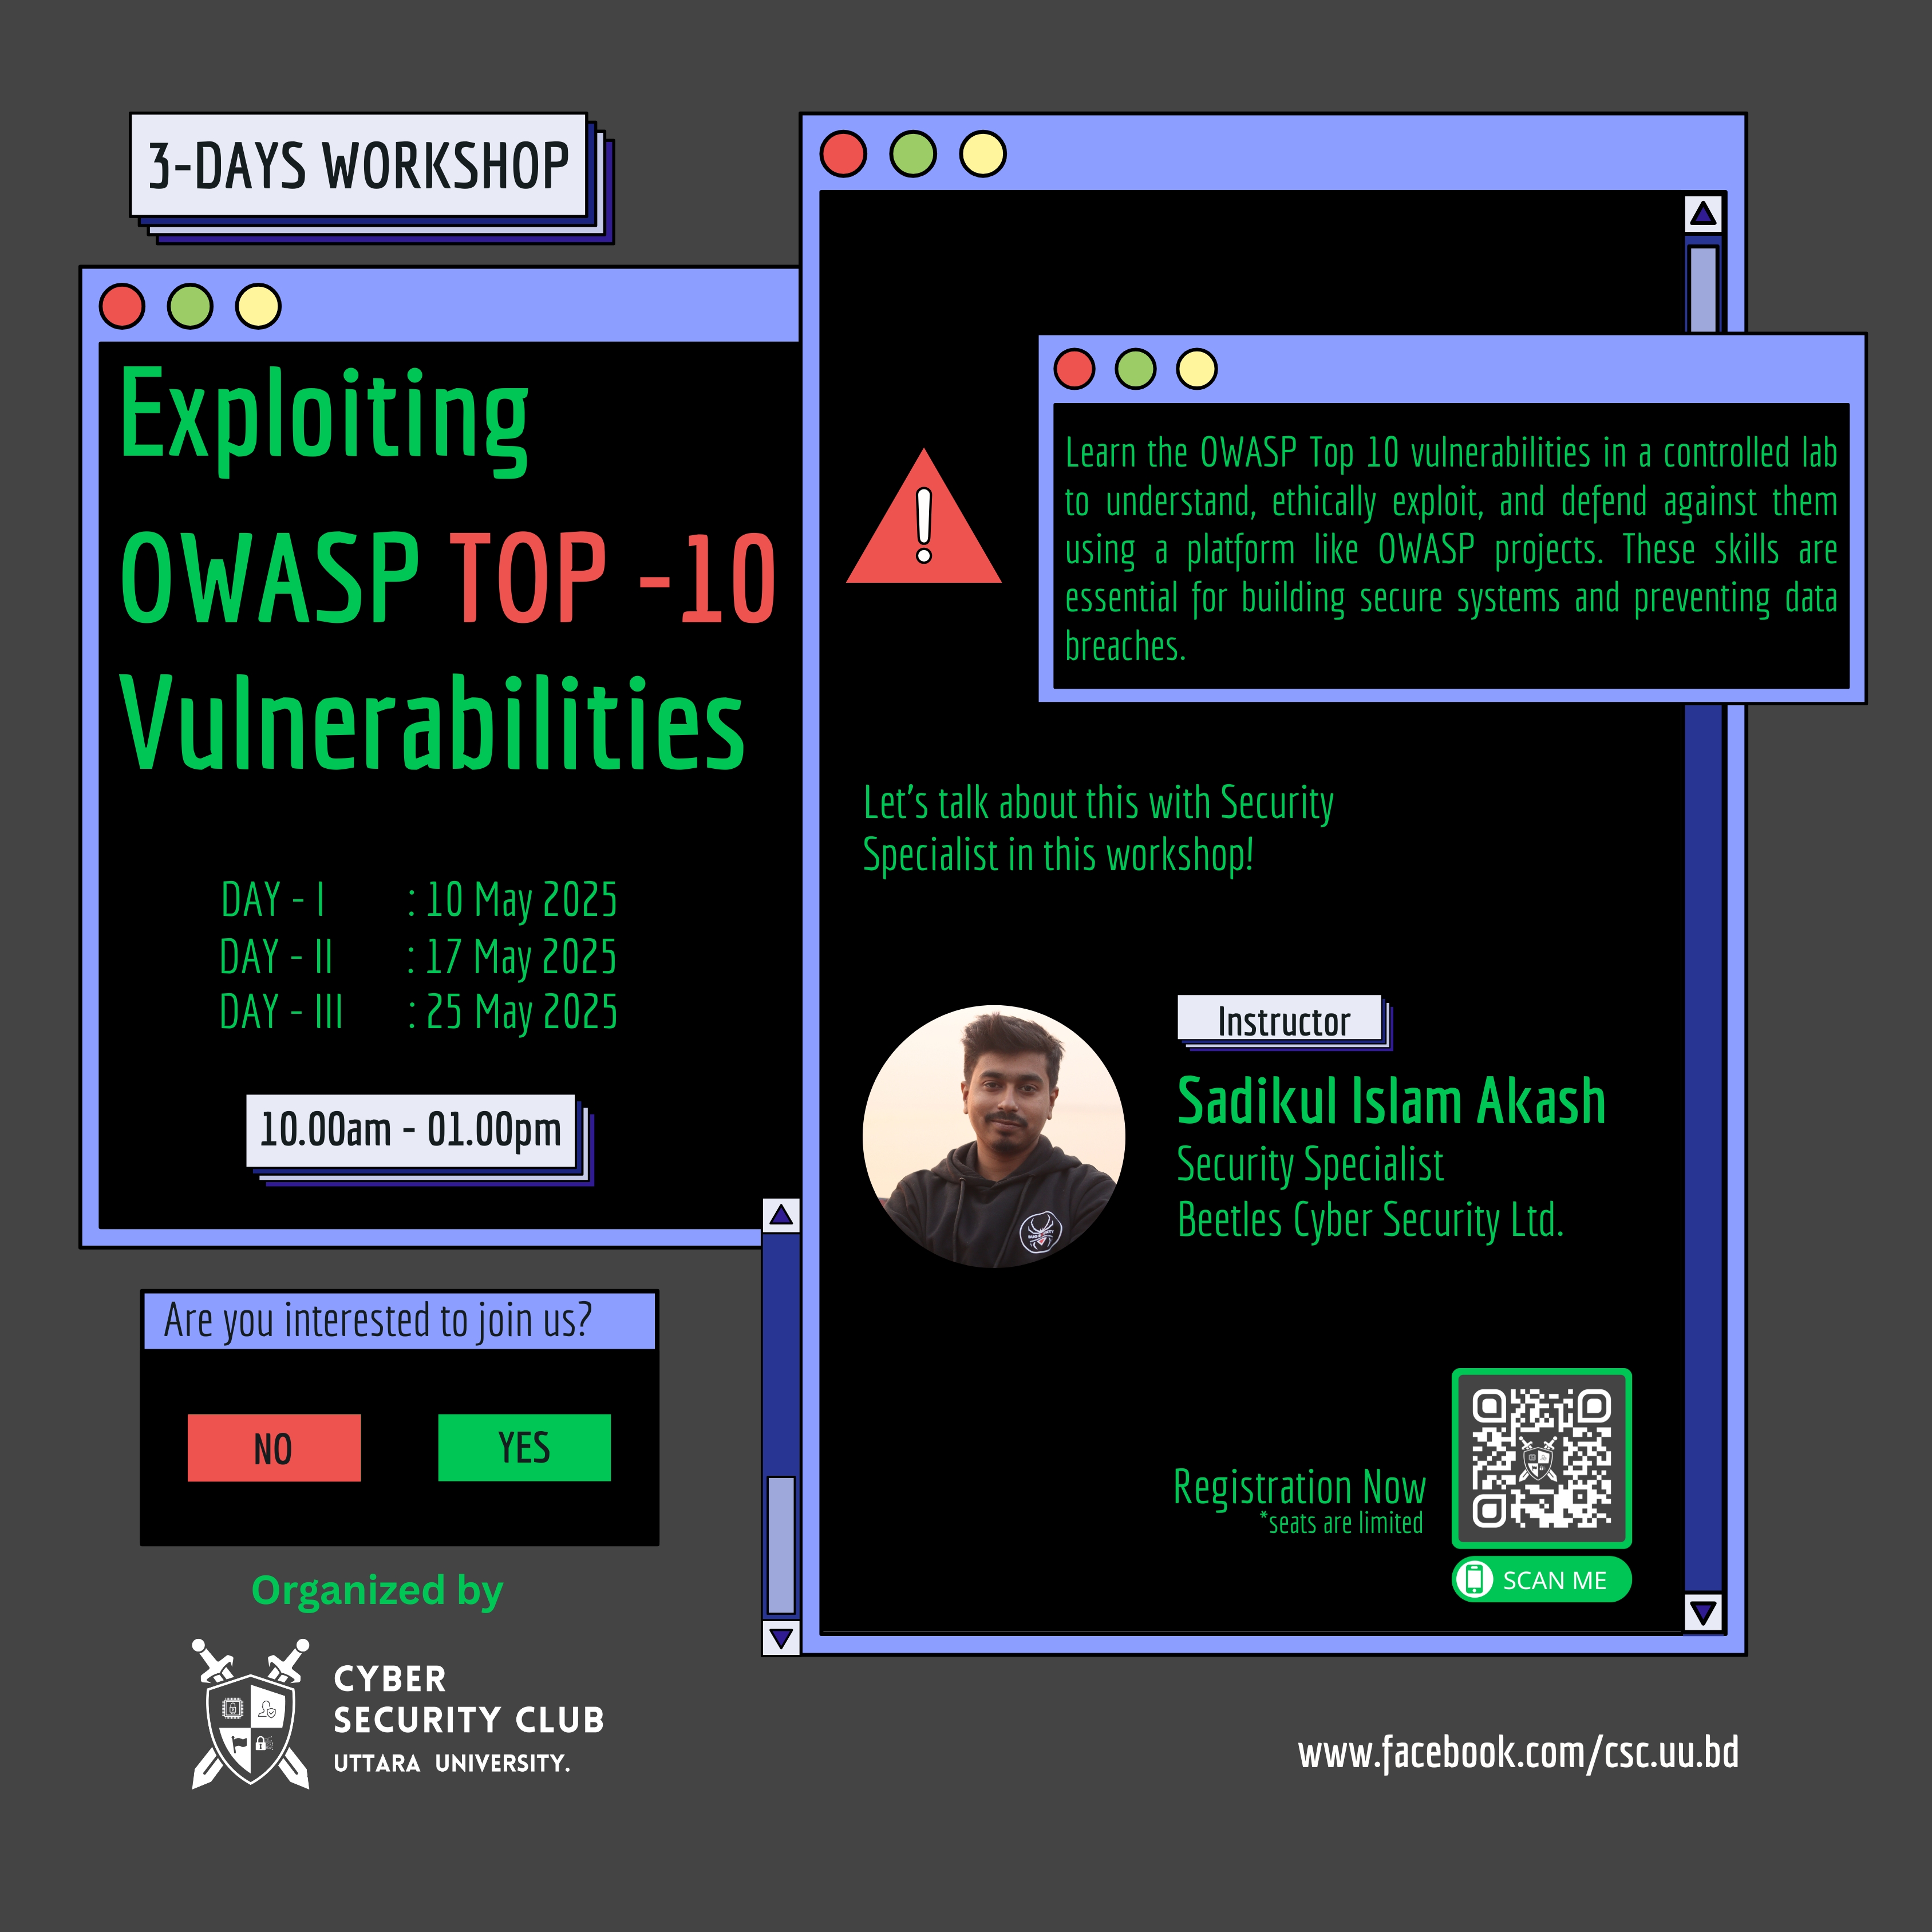 3-DAYS WORKSHOP
Exploiting
OWASP TOP -10
Vulnerabilities
DAY - I : 10 May 2025
DAY - II : 17 May 2025
DAY - III : 25 May 2025
10.00am - 01.00pm
Are you interested to join us?
NO YES
Organized by
CYBER
SECURITY CLUB
UTTARA UNIVERSITY.
Learn the OWASP Top 10 vulnerabilities in a controlled lab
to understand, ethically exploit, and defend against them
using a platform like OWASP projects. These skills are
essential for building secure systems and preventing data
breaches.
Let's talk about this with Security
Specialist in this workshop!
Instructor
Sadikul Islam Akash
Security Specialist
Beetles Cyber Security Ltd.
Registration Now
*seats are limited
SCAN ME
www.facebook.com/csc.uu.bd